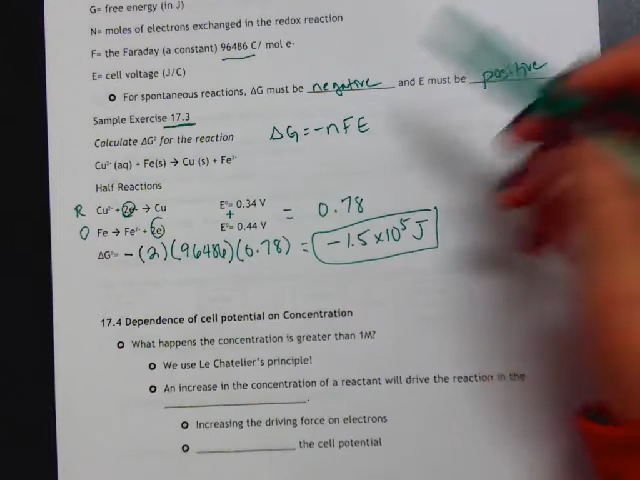 G= free energy (in J)
N= moles of electrons exchanged in the redox reaction
F= the Faraday (a constant) 96486 C/ mol e-
E= cell voltage (J/C)
For spontaneous reactions, ΔG must be negative and E must be positive
Sample Exercise 17.3
Calculate ΔG° for the reaction ΔG = -nFE
Cu²⁺ (aq) + Fe(s) → Cu (s) + Fe²⁺
Half Reactions
R Cu²⁺ + 2e- → Cu E°= 0.34 V
+ = 0.78
O Fe → Fe²⁺ + 2e- E°= 0.44 V
ΔG°= -(2)(96486)(0.78) = -1.5x10⁵ J
17.4 Dependence of cell potential on Concentration
What happens the concentration is greater than 1M?
We use Le Chatelier's principle!
An increase in the concentration of a reactant will drive the reaction in the
____________________.
Increasing the driving force on electrons
______________ the cell potential